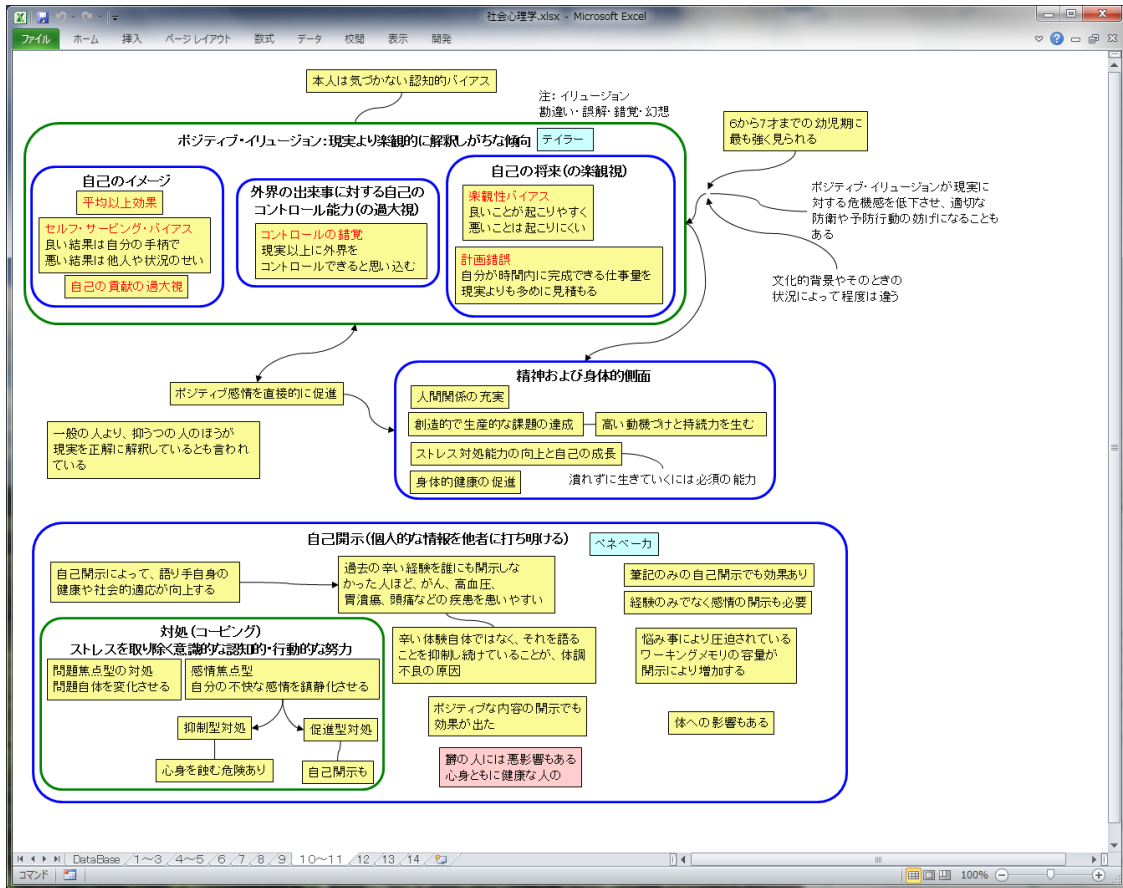 社会心理学.xlsx - Microsoft Excel
ファイル ホーム 挿入 ページ レイアウト 数式 データ 校閲 表示 開発
本人は気づかない認知的バイアス
注：イリュージョン
勘違い・誤解・錯覚・幻想
ポジティブ・イリュージョン：現実より楽観的に解釈しがちな傾向
テイラー
自己のイメージ
平均以上効果
セルフ・サービング・バイアス
良い結果は自分の手柄で
悪い結果は他人や状況のせい
自己の貢献の過大視
外界の出来事に対する自己の
コントロール能力（の過大視）
コントロールの錯覚
現実以上に外界を
コントロールできると思い込む
自己の将来（の楽観視）
楽観性バイアス
良いことが起こりやすく
悪いことは起こりにくい
計画錯誤
自分が時間内に完成できる仕事量を
現実よりも多めに見積もる
6から7才までの幼児期に
最も強く見られる
ポジティブ・イリュージョンが現実に
対する危機感を低下させ、適切な
防衛や予防行動の妨げになることも
ある
文化的背景やそのときの
状況によって程度は違う
ポジティブ感情を直接的に促進
一般の人より、抑うつの人のほうが
現実を正解に解釈しているとも言われ
ている
精神および身体的側面
人間関係の充実
創造的で生産的な課題の達成
高い動機づけと持続力を生む
ストレス対処能力の向上と自己の成長
身体的健康の促進
潰れずに生きていくには必須の能力
自己開示（個人的な情報を他者に打ち明ける）
ペネベーカ
自己開示によって、語り手自身の
健康や社会的適応が向上する
過去の辛い経験を誰にも開示しな
かった人ほど、がん、高血圧、
胃潰瘍、頭痛などの疾患を患いやすい
筆記のみの自己開示でも効果あり
経験のみでなく感情の開示も必要
対処（コーピング）
ストレスを取り除く意識的な認知的・行動的な努力
問題焦点型の対処
問題自体を変化させる
感情焦点型
自分の不快な感情を鎮静化させる
抑制型対処
促進型対処
心身を蝕む危険あり
自己開示も
辛い体験自体ではなく、それを語る
ことを抑制し続けていることが、体調
不良の原因
悩み事により圧迫されている
ワーキングメモリの容量が
開示により増加する
ポジティブな内容の開示でも
効果が出た
体への影響もある
の人には悪影響もある
心身ともに健康な人の
DataBase 1～3 4～5 6 7 8 9 10～11 12 13 14
コマンド
100%